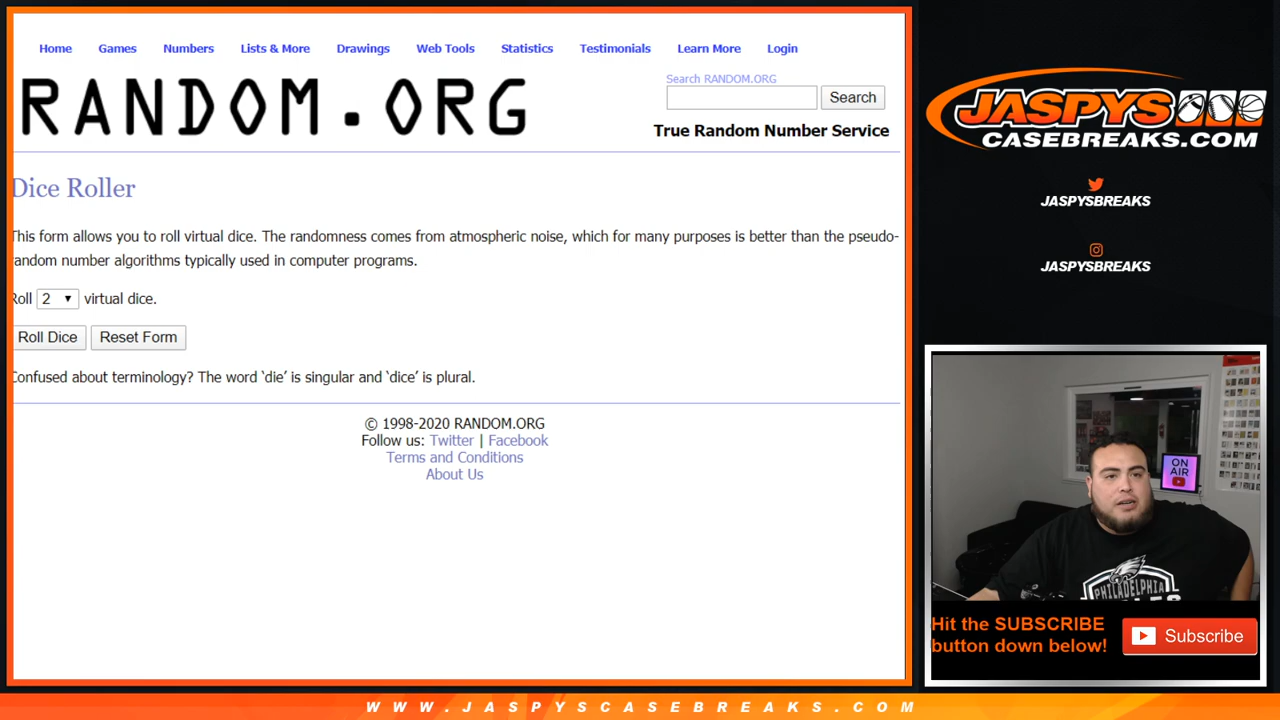 Home Games Numbers Lists & More Drawings Web Tools Statistics Testimonials Learn More Login
RANDOM.ORG
Search RANDOM.ORG
Search
True Random Number Service
Dice Roller
This form allows you to roll virtual dice. The randomness comes from atmospheric noise, which for many purposes is better than the pseudo-
random number algorithms typically used in computer programs.
Roll 2 virtual dice.
Roll Dice Reset Form
Confused about terminology? The word ‘die’ is singular and ‘dice’ is plural.
© 1998-2020 RANDOM.ORG
Follow us: Twitter | Facebook
Terms and Conditions
About Us
JASPYS
CASEBREAKS.COM
JASPYSBREAKS
JASPYSBREAKS
ON
AIR
PHILADELPHIA
Hit the SUBSCRIBE
button down below!
Subscribe
WWW.JASPYSCASEBREAKS.COM